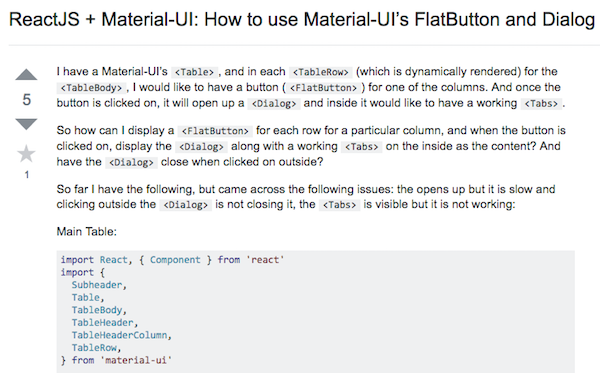 ReactJS + Material-UI: How to use Material-UI's FlatButton and Dialog
I have a Material-UI's <Table> , and in each <TableRow> (which is dynamically rendered) for the
<TableBody> , I would like to have a button ( <FlatButton> ) for one of the columns. And once the
button is clicked on, it will open up a <Dialog> and inside it would like to have a working <Tabs> .
5
So how can I display a <FlatButton> for each row for a particular column, and when the button is
clicked on, display the <Dialog> along with a working <Tabs> on the inside as the content? And
have the <Dialog> close when clicked on outside?
1
So far I have the following, but came across the following issues: the opens up but it is slow and
clicking outside the <Dialog> is not closing it, the <Tabs> is visible but it is not working:
Main Table:
import React, { Component } from 'react'
import {
  Subheader,
  Table,
  TableBody,
  TableHeader,
  TableHeaderColumn,
  TableRow,
} from 'material-ui'